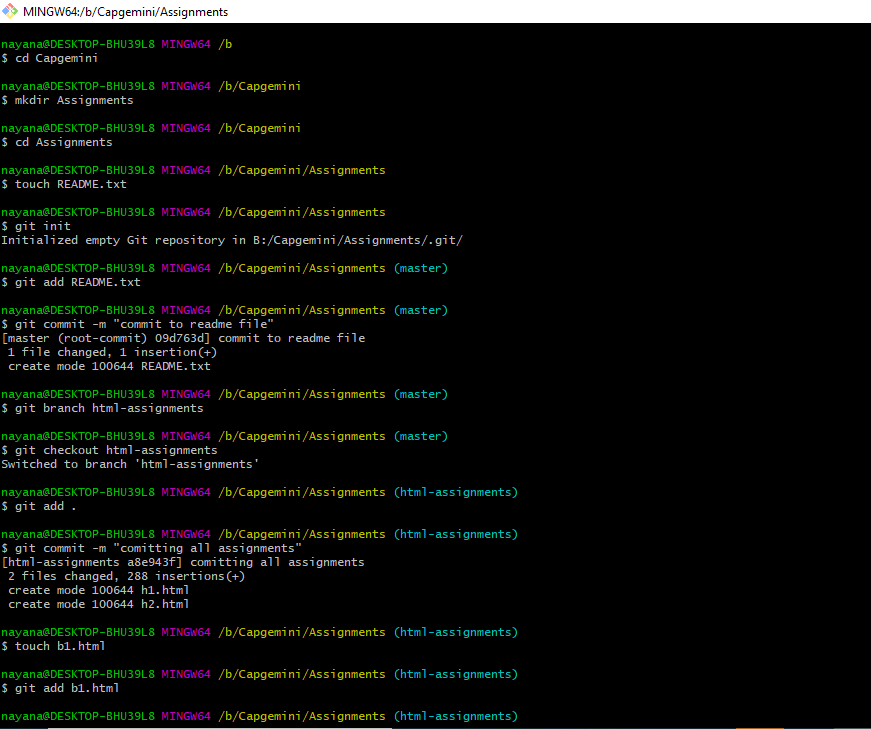 MINGW64:/b/Capgemini/Assignments
nayana@DESKTOP-BHU39L8 MINGW64 /b
$ cd Capgemini
nayana@DESKTOP-BHU39L8 MINGW64 /b/Capgemini
$ mkdir Assignments
nayana@DESKTOP-BHU39L8 MINGW64 /b/Capgemini
$ cd Assignments
nayana@DESKTOP-BHU39L8 MINGW64 /b/Capgemini/Assignments
$ touch README.txt
nayana@DESKTOP-BHU39L8 MINGW64 /b/Capgemini/Assignments
$ git init
Initialized empty Git repository in B:/Capgemini/Assignments/.git/
nayana@DESKTOP-BHU39L8 MINGW64 /b/Capgemini/Assignments (master)
$ git add README.txt
nayana@DESKTOP-BHU39L8 MINGW64 /b/Capgemini/Assignments (master)
$ git commit -m "commit to readme file"
[master (root-commit) 09d763d] commit to readme file
 1 file changed, 1 insertion(+)
 create mode 100644 README.txt
nayana@DESKTOP-BHU39L8 MINGW64 /b/Capgemini/Assignments (master)
$ git branch html-assignments
nayana@DESKTOP-BHU39L8 MINGW64 /b/Capgemini/Assignments (master)
$ git checkout html-assignments
Switched to branch 'html-assignments'
nayana@DESKTOP-BHU39L8 MINGW64 /b/Capgemini/Assignments (html-assignments)
$ git add .
nayana@DESKTOP-BHU39L8 MINGW64 /b/Capgemini/Assignments (html-assignments)
$ git commit -m "comitting all assignments"
[html-assignments a8e943f] comitting all assignments
 2 files changed, 288 insertions(+)
 create mode 100644 h1.html
 create mode 100644 h2.html
nayana@DESKTOP-BHU39L8 MINGW64 /b/Capgemini/Assignments (html-assignments)
$ touch b1.html
nayana@DESKTOP-BHU39L8 MINGW64 /b/Capgemini/Assignments (html-assignments)
$ git add b1.html
nayana@DESKTOP-BHU39L8 MINGW64 /b/Capgemini/Assignments (html-assignments)